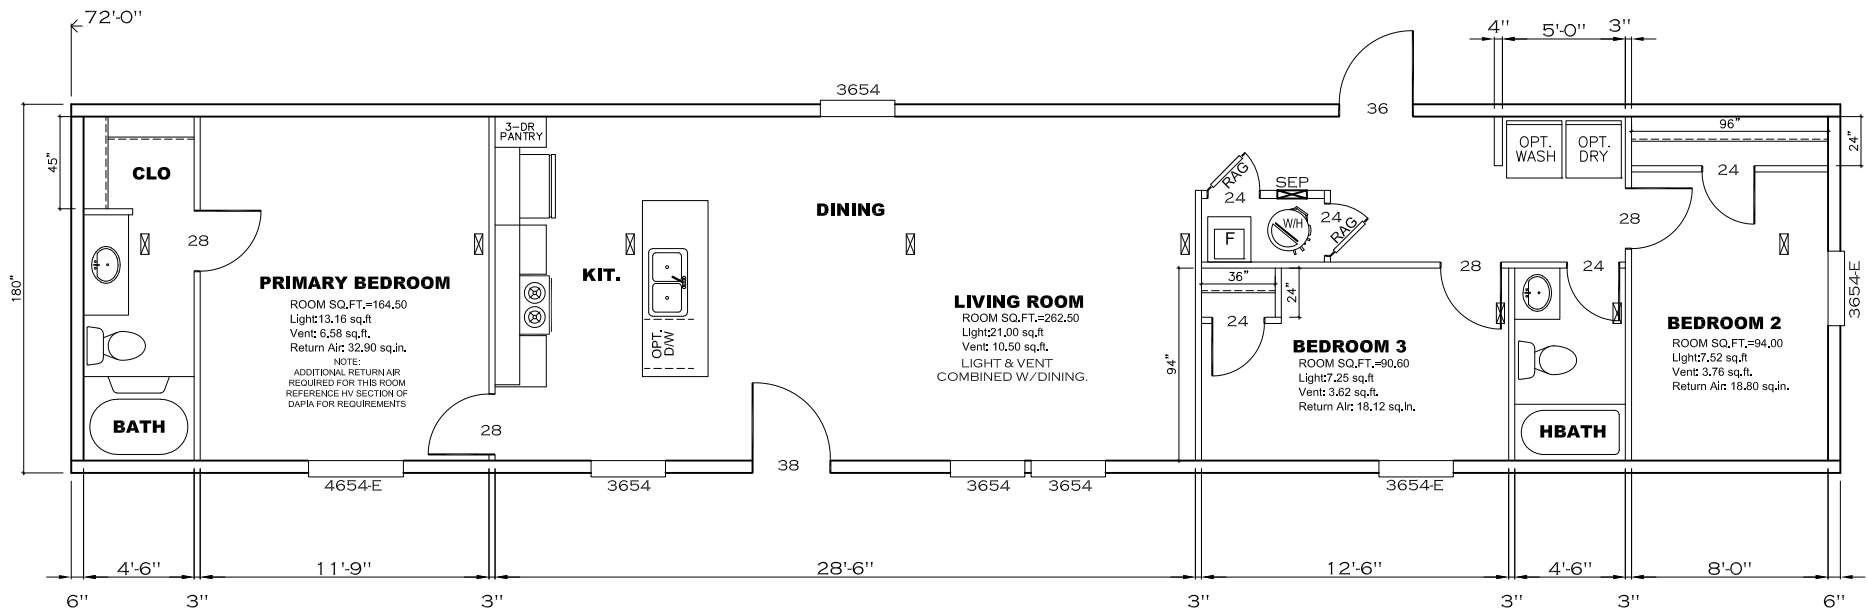 72'-0"
4" 5'-0" 3"
3654
36
3-DR
PANTRY
OPT.
WASH
OPT.
DRY
96"
24"
45"
CLO
RAG
SEP
24
24
DINING
24
W/H
RAG
28
28
F
180"
KIT.
PRIMARY BEDROOM
ROOM SQ.FT.=164.50
Light:13.16 sq.ft
Vent: 6.58 sq.ft.
Return Air: 32.90 sq.in.
NOTE:
ADDITIONAL RETURN AIR
REQUIRED FOR THIS ROOM
REFERENCE HV SECTION OF
DAPIA FOR REQUIREMENTS
OPT.
D/W
LIVING ROOM
ROOM SQ.FT.=262.50
Light:21.00 sq.ft
Vent: 10.50 sq.ft.
LIGHT & VENT
COMBINED W/DINING.
36"
24"
24
28
24
94"
BEDROOM 3
ROOM SQ.FT.=90.60
Light:7.25 sq.ft
Vent: 3.62 sq.ft.
Return Air: 18.12 sq.in.
BEDROOM 2
ROOM SQ.FT.=94.00
Light:7.52 sq.ft
Vent: 3.76 sq.ft.
Return Air: 18.80 sq.in.
3654-E
BATH
28
HBATH
38
4654-E
3654
3654
3654
3654-E
4'-6" 11'-9" 28'-6" 12'-6" 4'-6" 8'-0"
6" 3" 3" 3" 3" 3" 6"